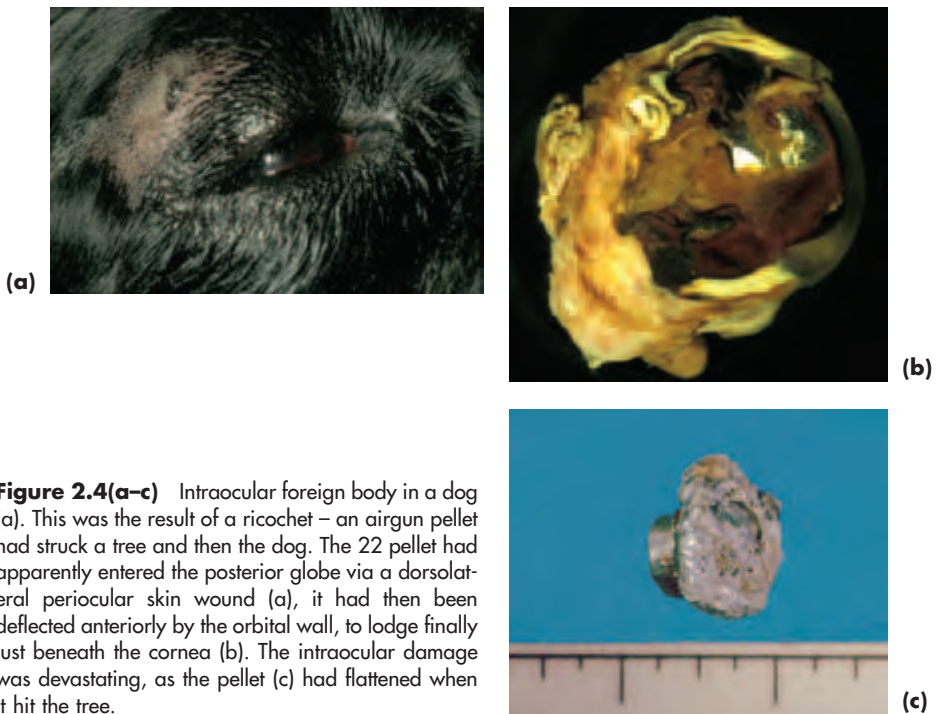 (a)
(b)
Figure 2.4(a–c) Intraocular foreign body in a dog
a). This was the result of a ricochet – an airgun pellet
had struck a tree and then the dog. The 22 pellet had
apparently entered the posterior globe via a dorsolat-
eral periocular skin wound (a), it had then been
deflected anteriorly by the orbital wall, to lodge finally
ust beneath the cornea (b). The intraocular damage
was devastating, as the pellet (c) had flattened when
t hit the tree.
(c)